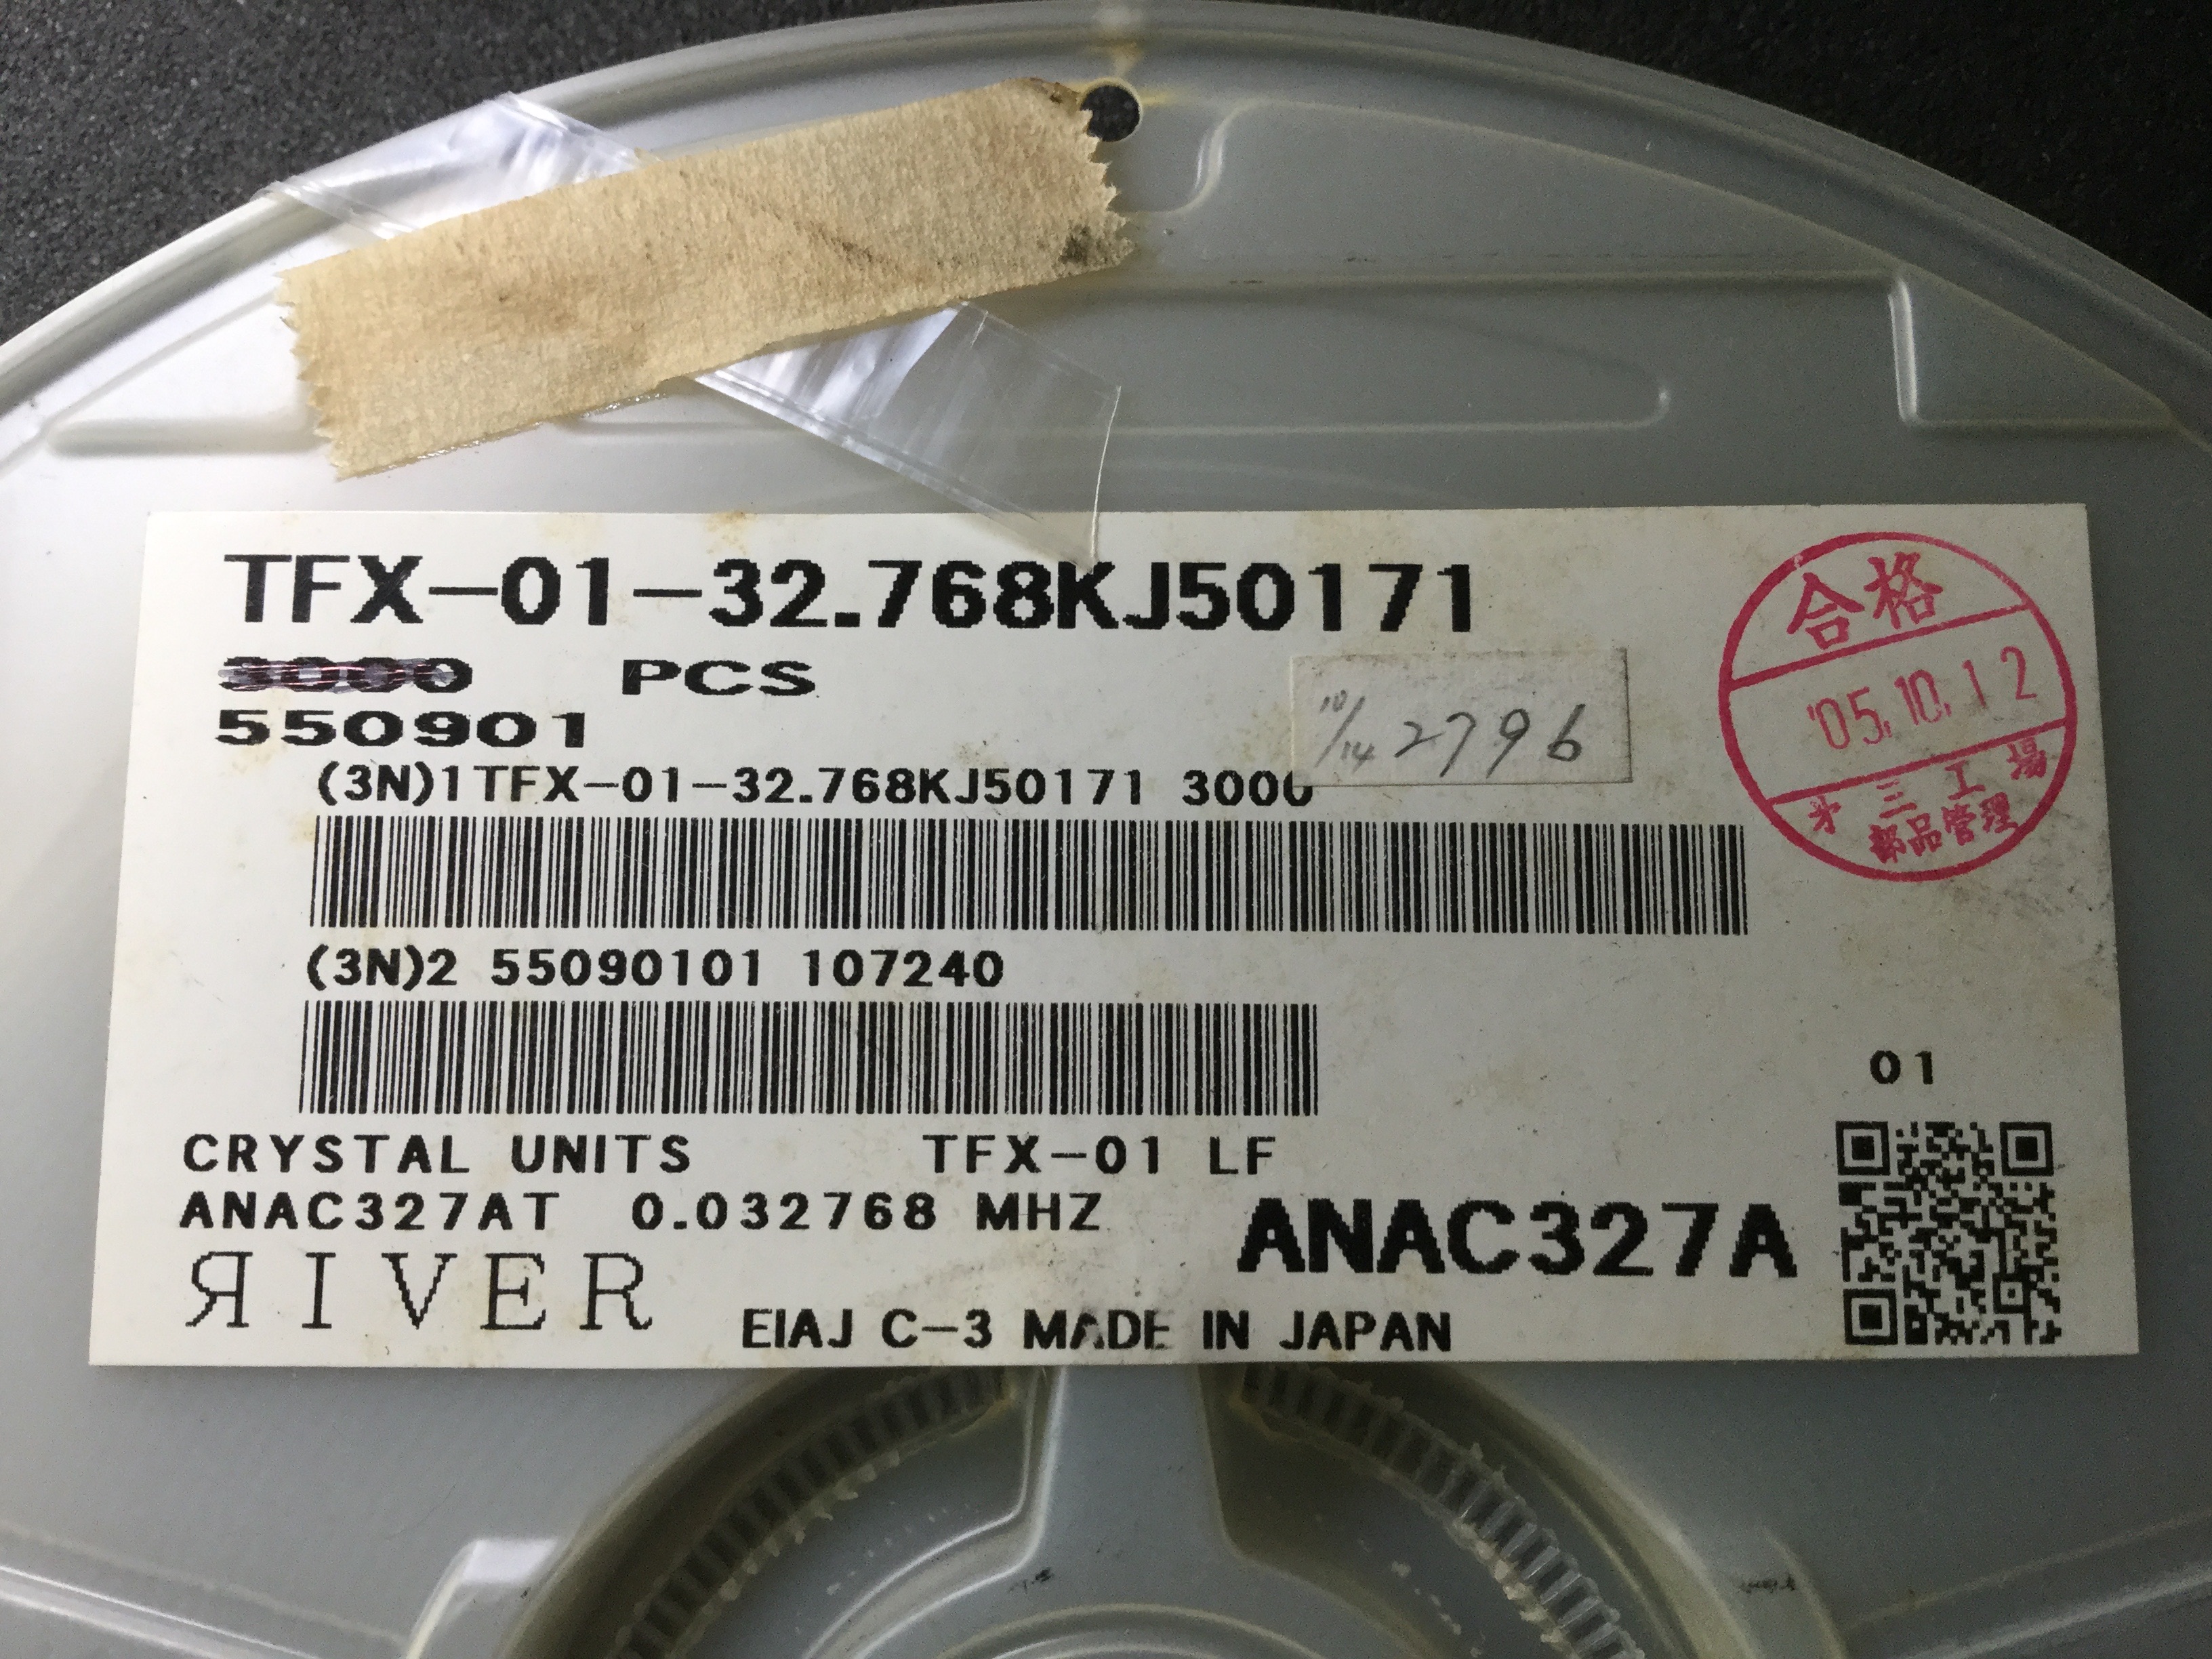 TFX-01-32.768KJ50171
合格
3000 PCS
10/14 2796
'05.10.12
550901
(3N)1TFX-01-32.768KJ50171 3000
㐧三工場
部品管理
(3N)2 55090101 107240
01
CRYSTAL UNITS TFX-01 LF
ANAC327AT 0.032768 MHZ
ANAC327A
ЯIVER
EIAJ C-3 MADE IN JAPAN